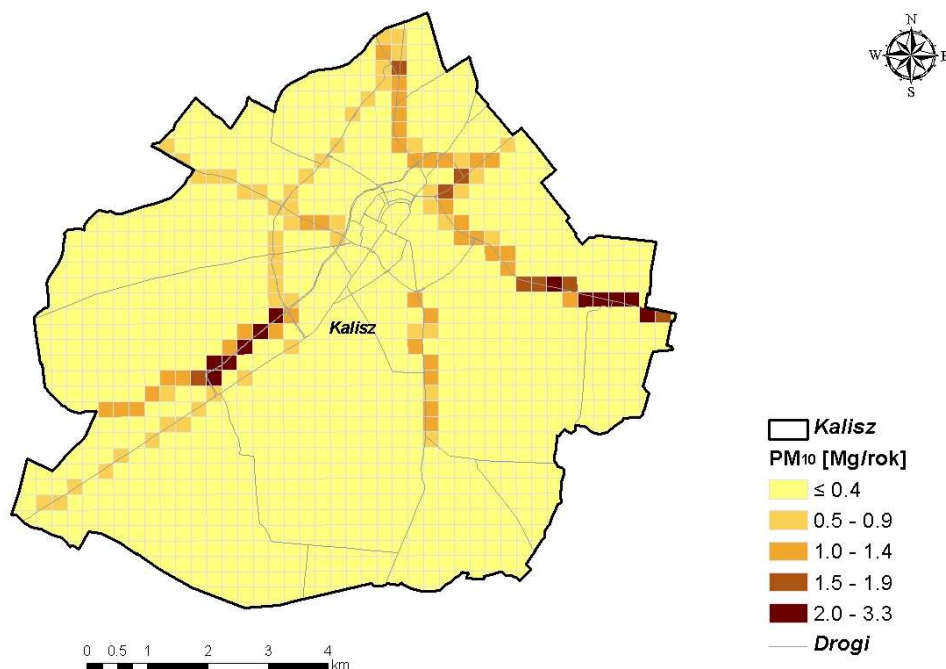 N
W E
S
Kalisz
Kalisz
PM10 [Mg/rok]
≤ 0.4
0.5 - 0.9
1.0 - 1.4
1.5 - 1.9
2.0 - 3.3
Drogi
0 0.5 1 2 3 4
km